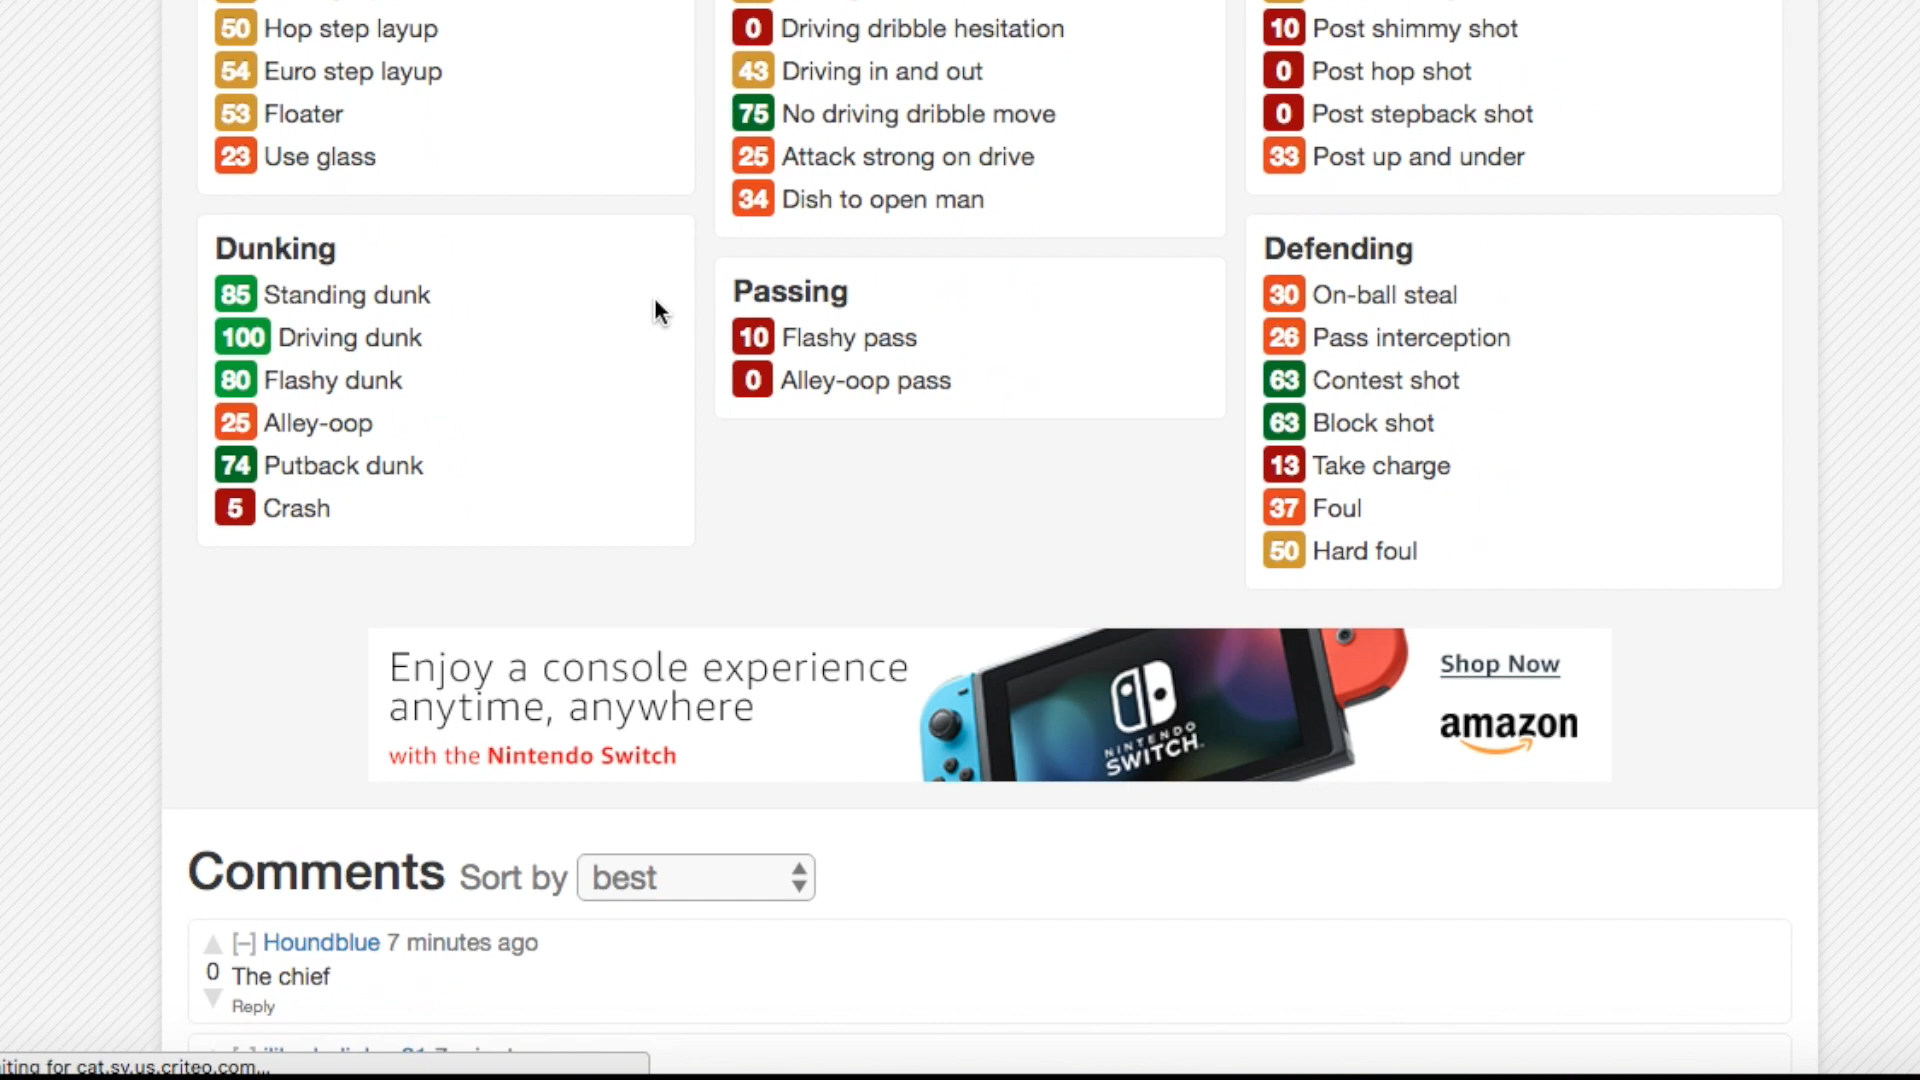 50 Hop step layup
54 Euro step layup
53 Floater
23 Use glass
0 Driving dribble hesitation
43 Driving in and out
75 No driving dribble move
25 Attack strong on drive
34 Dish to open man
10 Post shimmy shot
0 Post hop shot
0 Post stepback shot
33 Post up and under
Dunking
85 Standing dunk
100 Driving dunk
80 Flashy dunk
25 Alley-oop
74 Putback dunk
5 Crash
Passing
10 Flashy pass
0 Alley-oop pass
Defending
30 On-ball steal
26 Pass interception
63 Contest shot
63 Block shot
13 Take charge
37 Foul
50 Hard foul
Enjoy a console experience
anytime, anywhere
with the Nintendo Switch
NINTENDO
SWITCH
Shop Now
amazon
Comments Sort by best
[–] Houndblue 7 minutes ago
0 The chief
Reply
iting for cat.sv.us.criteo.com...